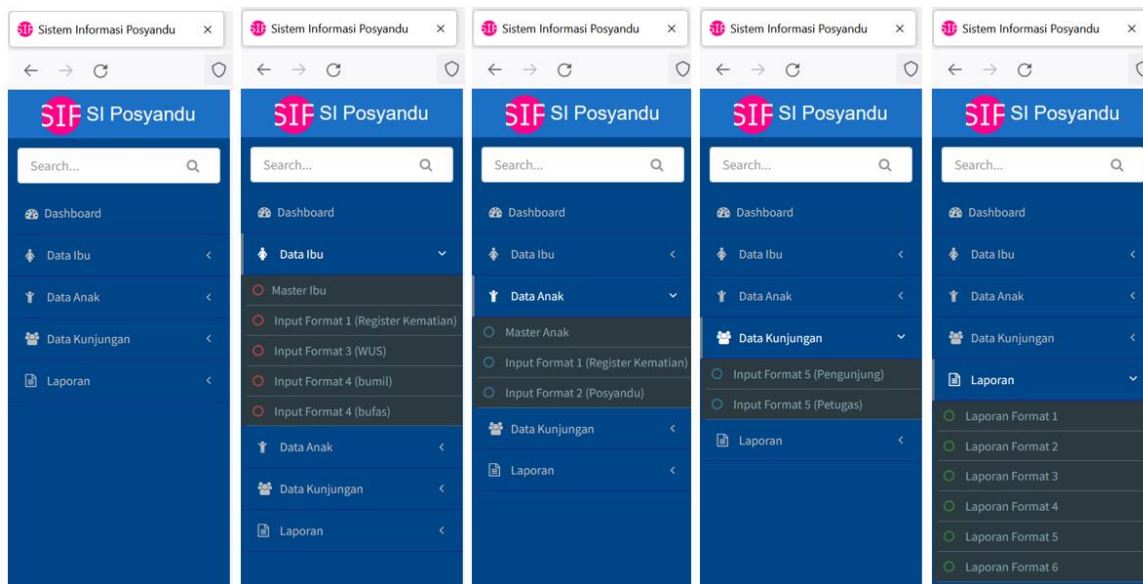 SIP Sistem Informasi Posyandu
SIF SI Posyandu
Search...
Dashboard
Data Ibu
Data Anak
Data Kunjungan
Laporan
SIP Sistem Informasi Posyandu
SIF SI Posyandu
Search...
Dashboard
Data Ibu
Master Ibu
Input Format 1 (Register Kematian)
Input Format 3 (WUS)
Input Format 4 (bumil)
Input Format 4 (bufas)
Data Anak
Data Kunjungan
Laporan
SIP Sistem Informasi Posyandu
SIF SI Posyandu
Search...
Dashboard
Data Ibu
Data Anak
Master Anak
Input Format 1 (Register Kematian)
Input Format 2 (Posyandu)
Data Kunjungan
Laporan
SIP Sistem Informasi Posyandu
SIF SI Posyandu
Search...
Dashboard
Data Ibu
Data Anak
Data Kunjungan
Input Format 5 (Pengunjung)
Input Format 5 (Petugas)
Laporan
SIP Sistem Informasi Posyandu
SIF SI Posyandu
Search...
Dashboard
Data Ibu
Data Anak
Data Kunjungan
Laporan
Laporan Format 1
Laporan Format 2
Laporan Format 3
Laporan Format 4
Laporan Format 5
Laporan Format 6